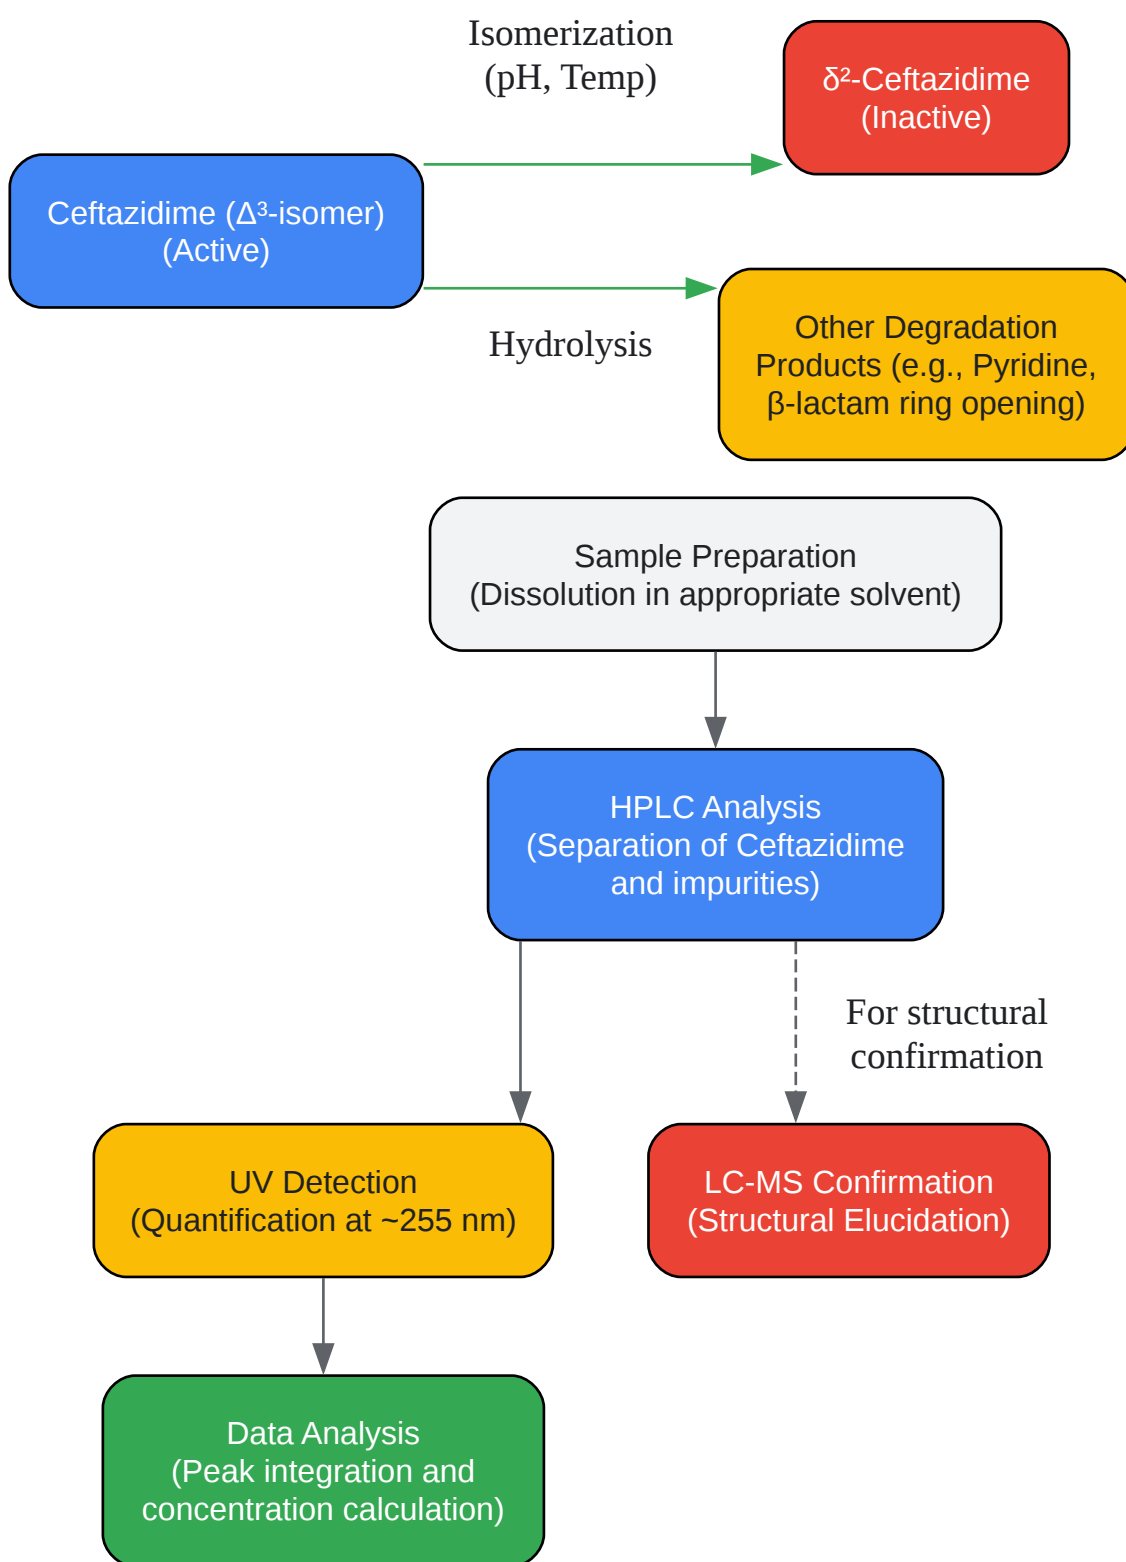 Isomerization
(pH, Temp)
δ²-Ceftazidime
(Inactive)
Ceftazidime (Δ³-isomer)
(Active)
Hydrolysis
Other Degradation
Products (e.g., Pyridine,
β-lactam ring opening)
Sample Preparation
(Dissolution in appropriate solvent)
HPLC Analysis
(Separation of Ceftazidime
and impurities)
For structural
confirmation
UV Detection
(Quantification at ~255 nm)
LC-MS Confirmation
(Structural Elucidation)
Data Analysis
(Peak integration and
concentration calculation)